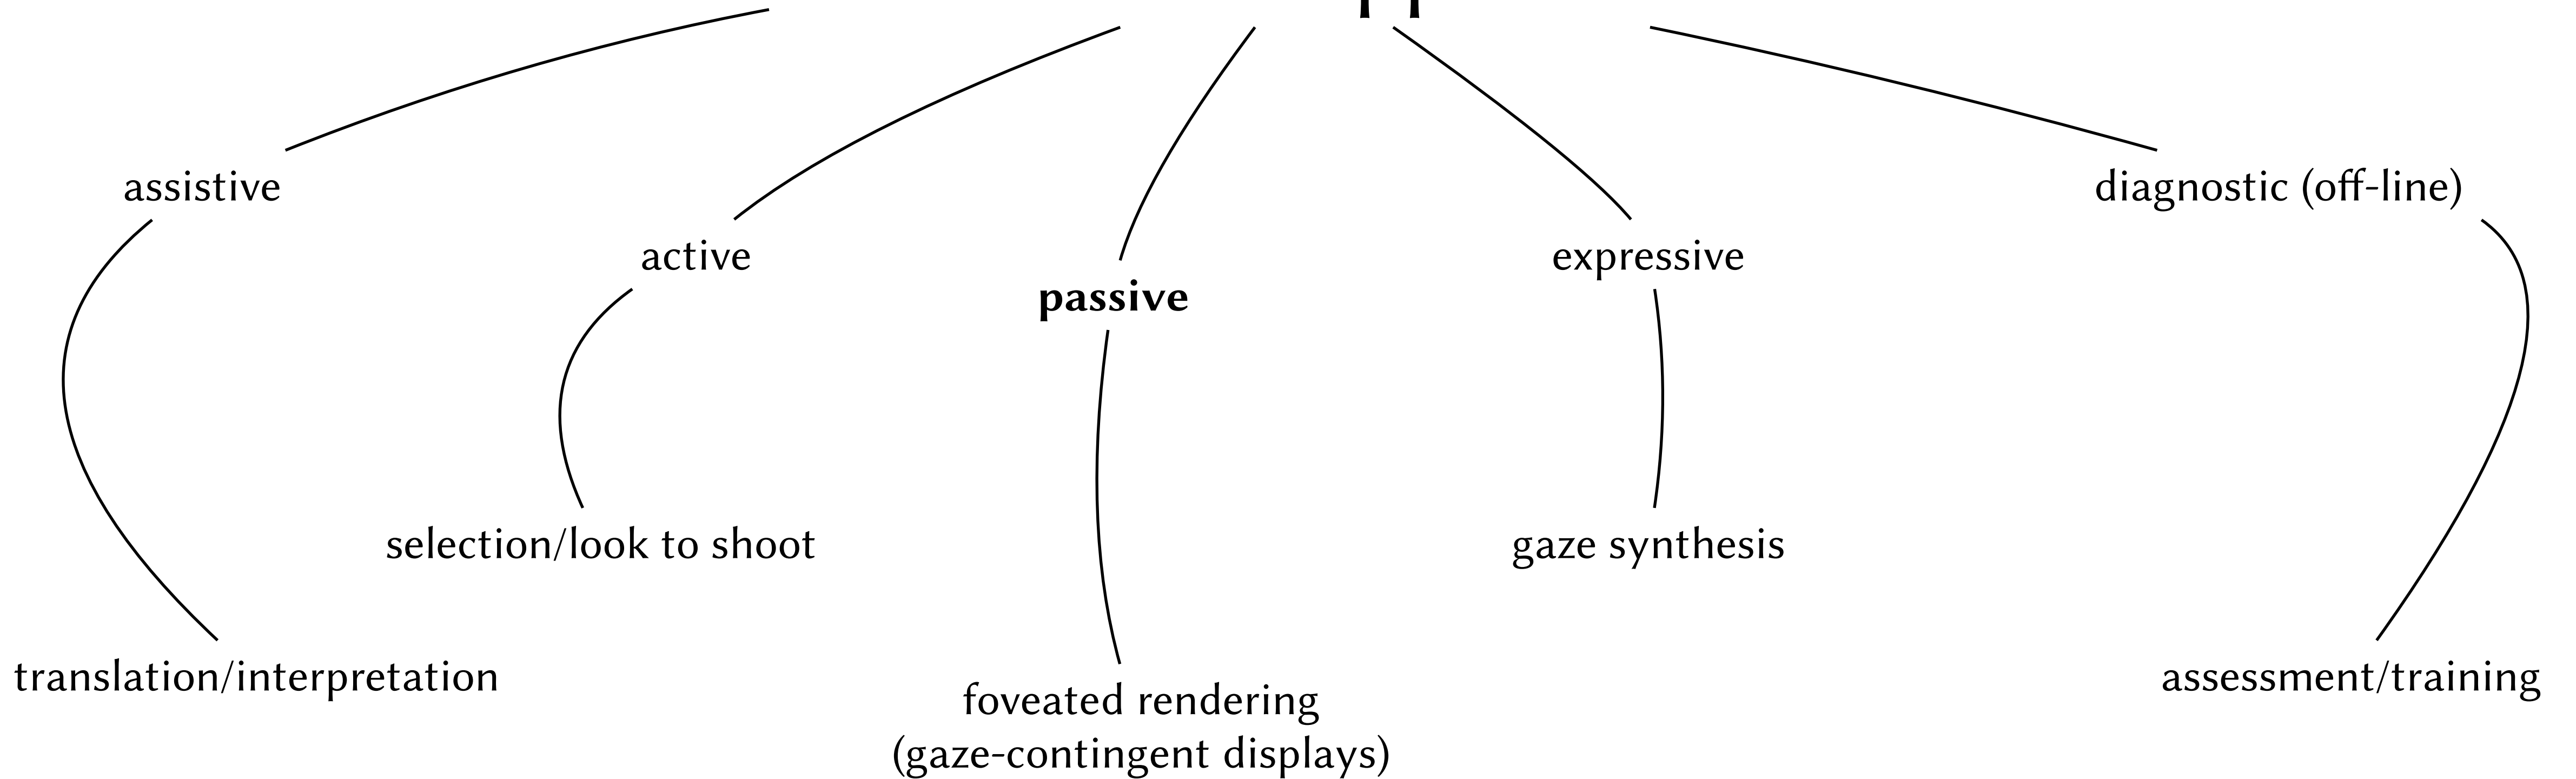 assistive
diagnostic (off-line)
active
expressive
passive
selection/look to shoot
gaze synthesis
translation/interpretation
assessment/training
foveated rendering
(gaze-contingent displays)